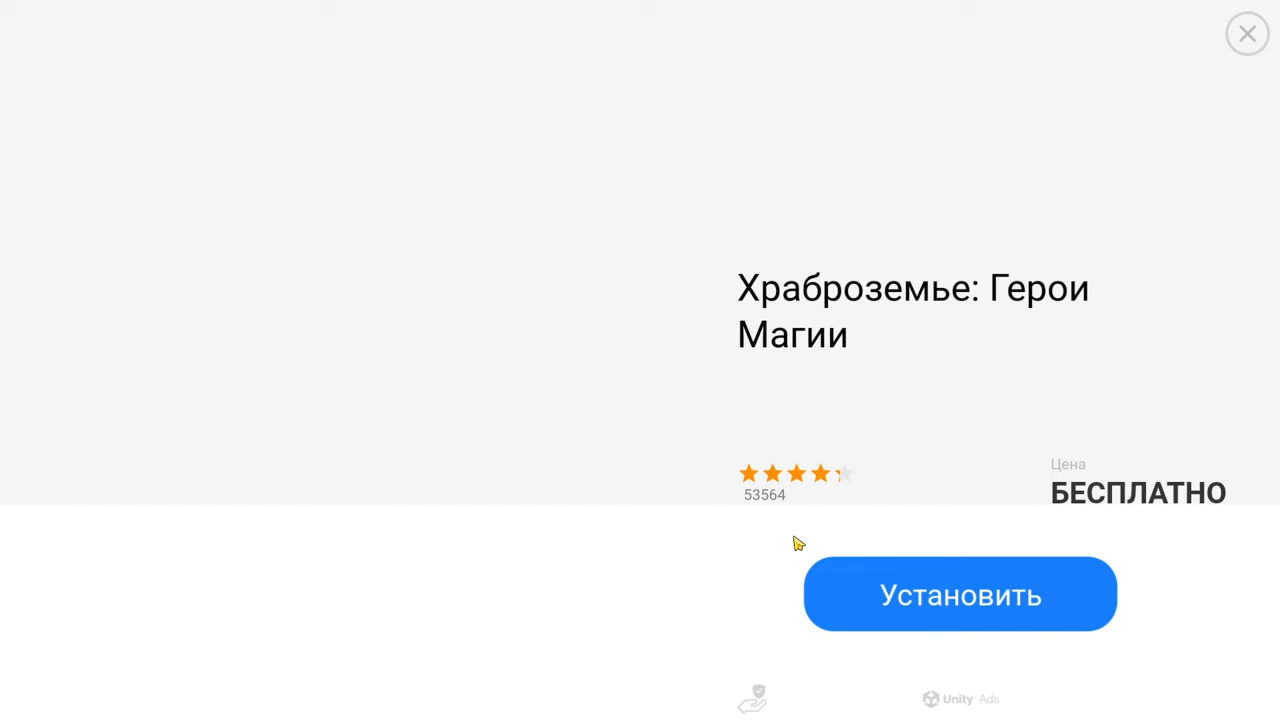 Храброземье: Герои
Магии
53564
Цена
БЕСПЛАТНО
Установить
Unity Ads